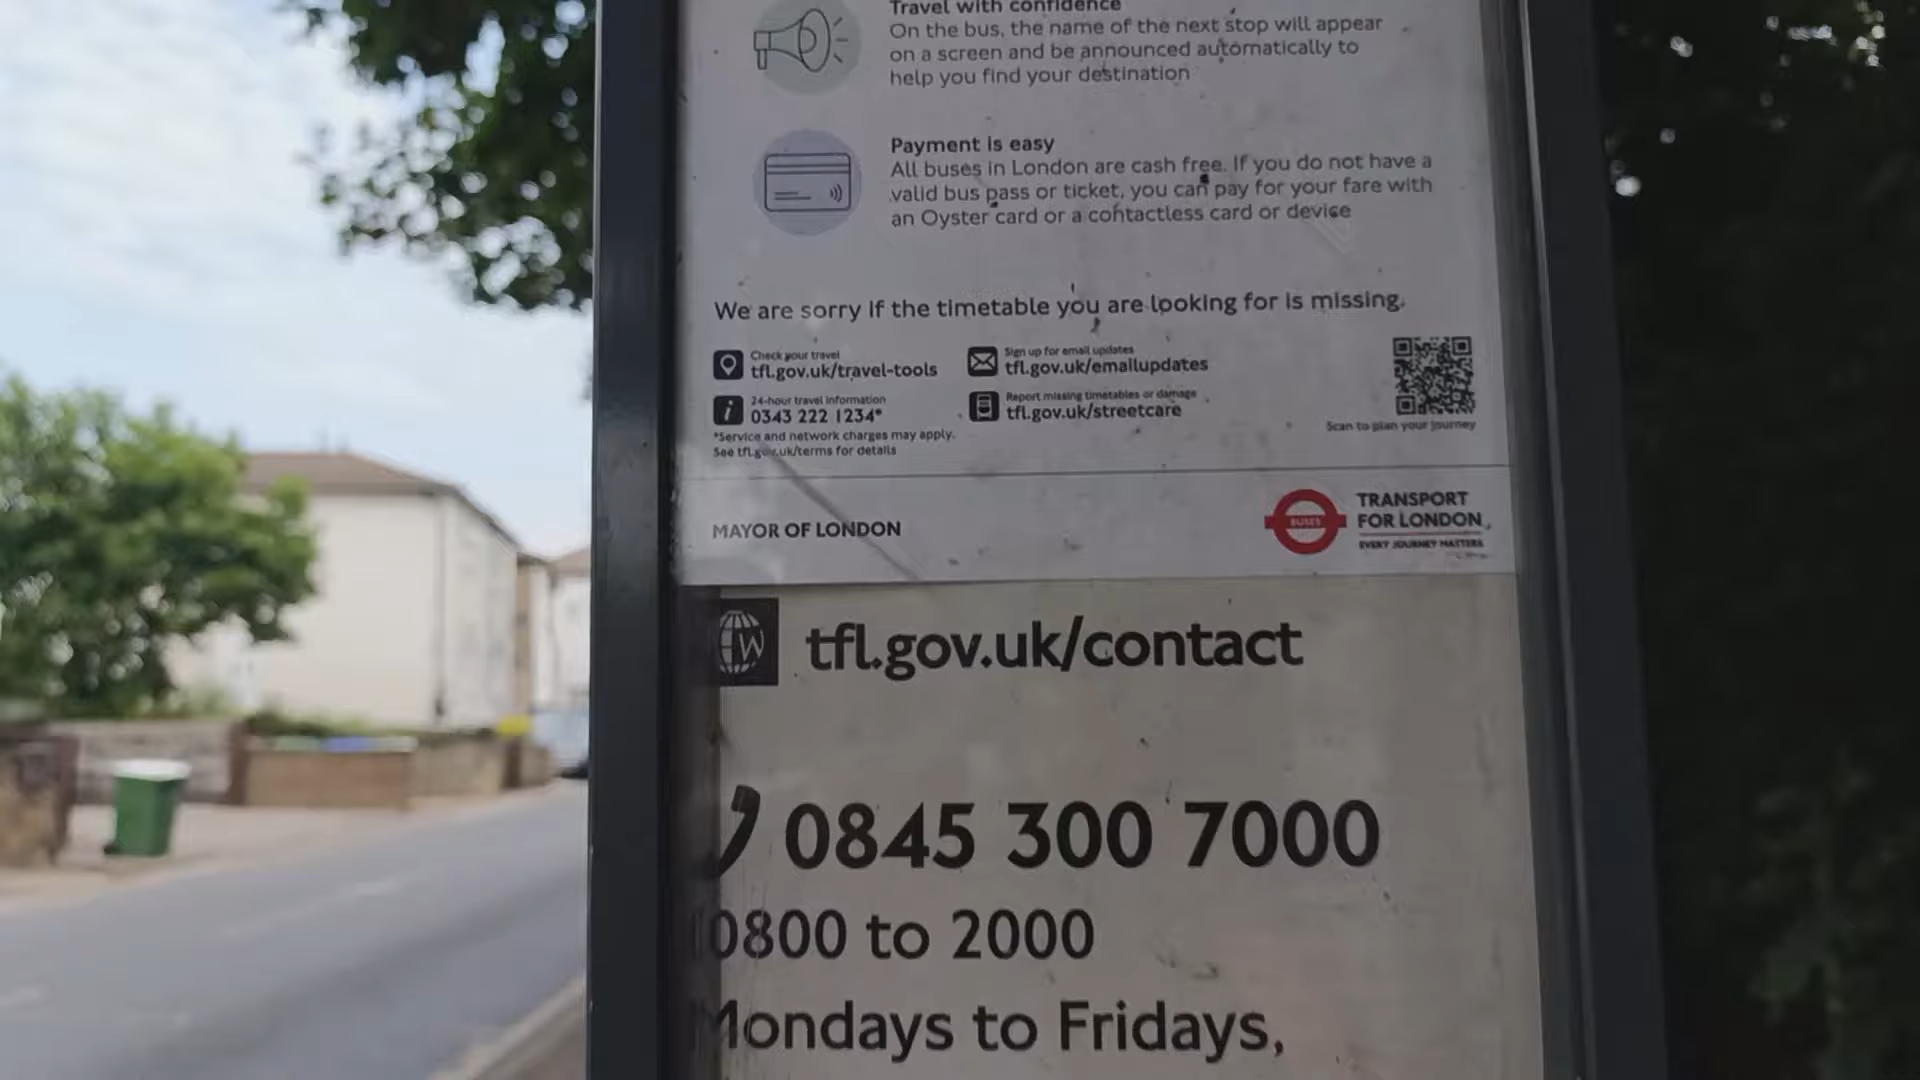 Travel with confidence
On the bus, the name of the next stop will appear
on a screen and be announced automatically to
help you find your destination
Payment is easy
All buses in London are cash free. If you do not have a
valid bus pass or ticket, you can pay for your fare with
an Oyster card or a contactless card or device
We are sorry if the timetable you are looking for is missing.
Check your travel
tfl.gov.uk/travel-tools
Sign up for email updates
tfl.gov.uk/emailupdates
24-hour travel information
0343 222 1234*
Report missing timetables or damage
tfl.gov.uk/streetcare
*Service and network charges may apply.
See tfl.gov.uk/terms for details
Scan to plan your journey
MAYOR OF LONDON
BUSES
TRANSPORT
FOR LONDON
EVERY JOURNEY MATTERS
W
tfl.gov.uk/contact
0845 300 7000
0800 to 2000
Mondays to Fridays,